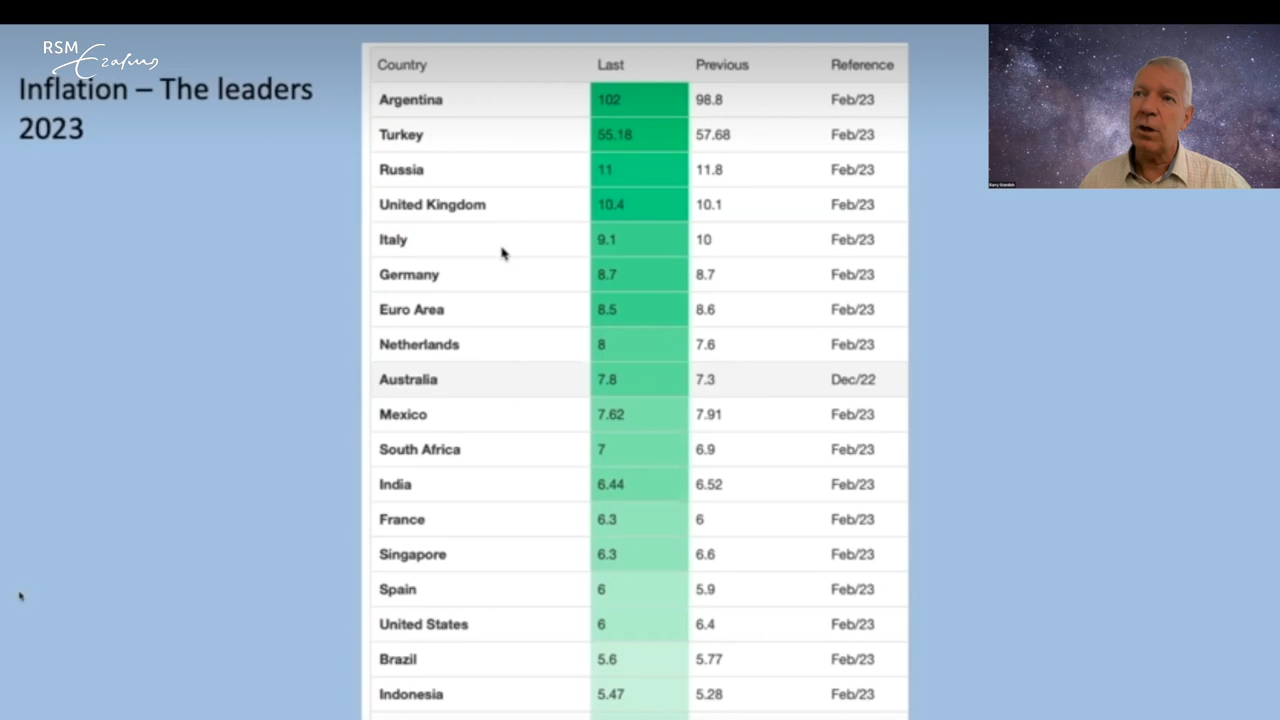 RSM
Erasmus
Inflation – The leaders
2023
Country Last Previous Reference
Argentina 102 98.8 Feb/23
Turkey 55.18 57.68 Feb/23
Russia 11 11.8 Feb/23
United Kingdom 10.4 10.1 Feb/23
Italy 9.1 10 Feb/23
Germany 8.7 8.7 Feb/23
Euro Area 8.5 8.6 Feb/23
Netherlands 8 7.6 Feb/23
Australia 7.8 7.3 Dec/22
Mexico 7.62 7.91 Feb/23
South Africa 7 6.9 Feb/23
India 6.44 6.52 Feb/23
France 6.3 6 Feb/23
Singapore 6.3 6.6 Feb/23
Spain 6 5.9 Feb/23
United States 6 6.4 Feb/23
Brazil 5.6 5.77 Feb/23
Indonesia 5.47 5.28 Feb/23